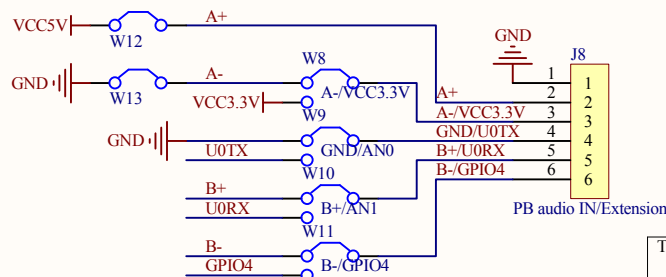 VCC5V
A+
W12
GND
J8
GND
A-
W13
W8
A-/VCC3.3V
VCC3.3V
W9
GND
GND/AN0
U0TX
W10
B+
B+/AN1
U0RX
W11
B-
B-/GPIO4
GPIO4
A+
A-/VCC3.3V
GND/U0TX
B+/U0RX
B-/GPIO4
1 1
2 2
3 3
4 4
5 5
6 6
PB audio IN/Extension
T